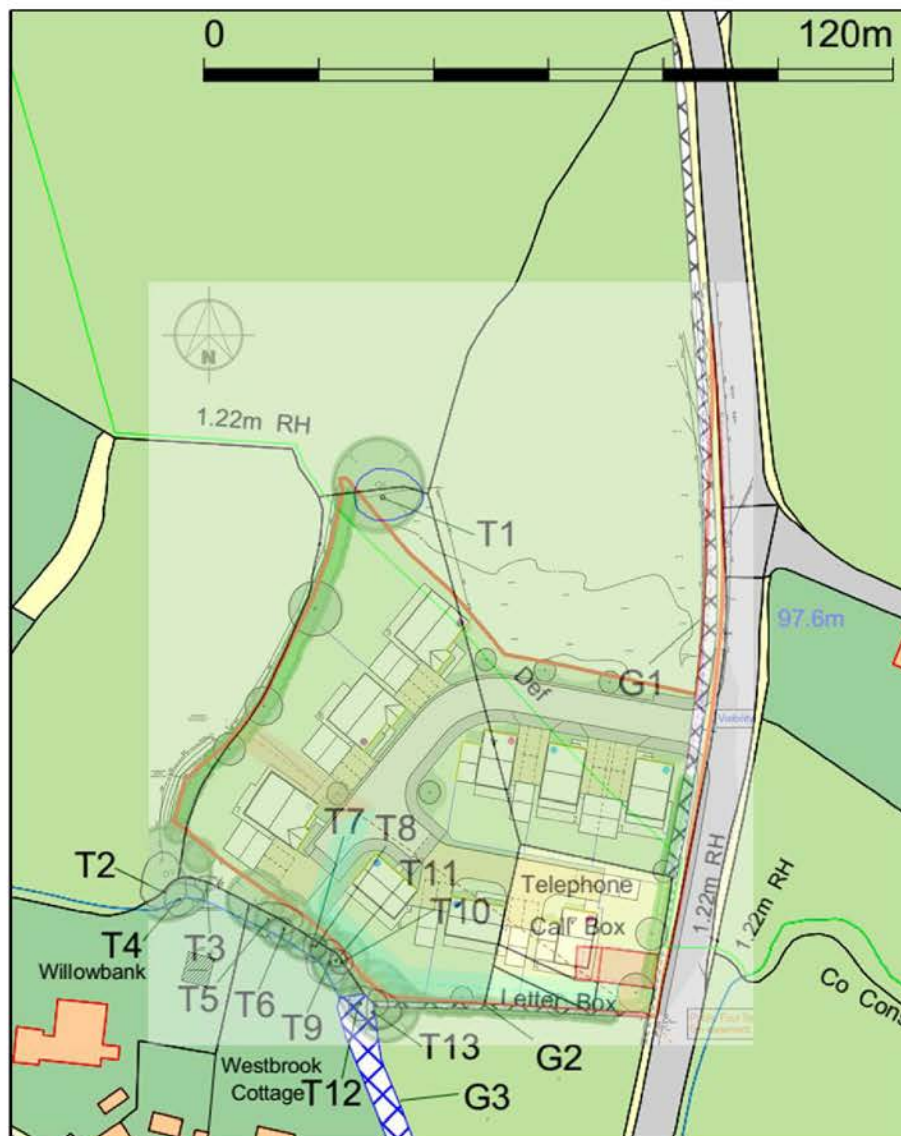 0 120m
N
1.22m RH
T1
97.6m
G1
Def
T7
T8
T2
T11
Telephone
1.22m RH
1.22m RH
T10
Call Box
T4
T3
Willowbank
Co Cons
T5
T6
Letter Box
T9
T13
G2
Westbrook
Cottage
T12
G3